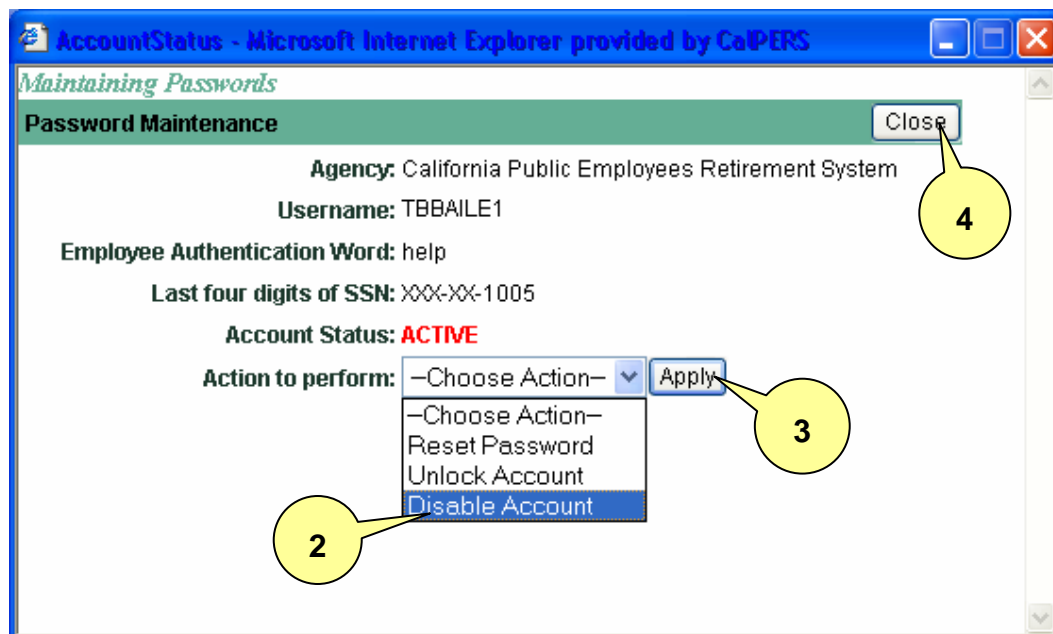 AccountStatus - Microsoft Internet Explorer provided by CalPERS
Maintaining Passwords
Password Maintenance
Close
Agency: California Public Employees Retirement System
4
Username: TBBAILE1
Employee Authentication Word: help
Last four digits of SSN: XXX-XX-1005
Account Status: ACTIVE
Action to perform: –Choose Action– Apply
–Choose Action–
3
Reset Password
Unlock Account
Disable Account
2